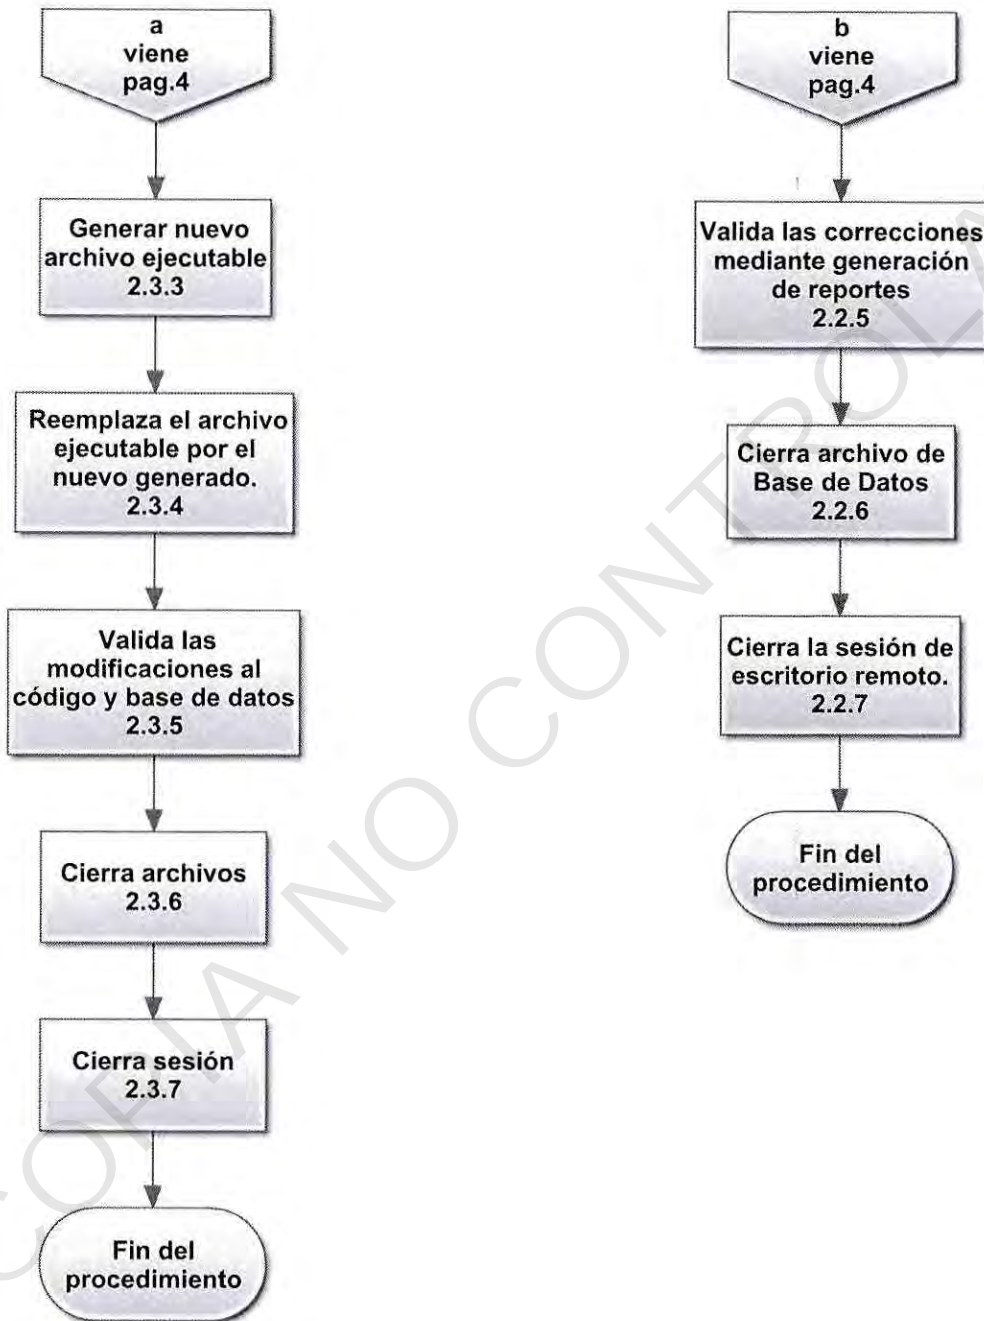 a
viene
pag.4
Generar nuevo
archivo ejecutable
2.3.3
Reemplaza el archivo
ejecutable por el
nuevo generado.
2.3.4
Valida las
modificaciones al
código y base de datos
2.3.5
Cierra archivos
2.3.6
Cierra sesión
2.3.7
Fin del
procedimiento
b
viene
pag.4
Valida las correcciones
mediante generación
de reportes
2.2.5
Cierra archivo de
Base de Datos
2.2.6
Cierra la sesión de
escritorio remoto.
2.2.7
Fin del
procedimiento
COPIA NO CONTROLA